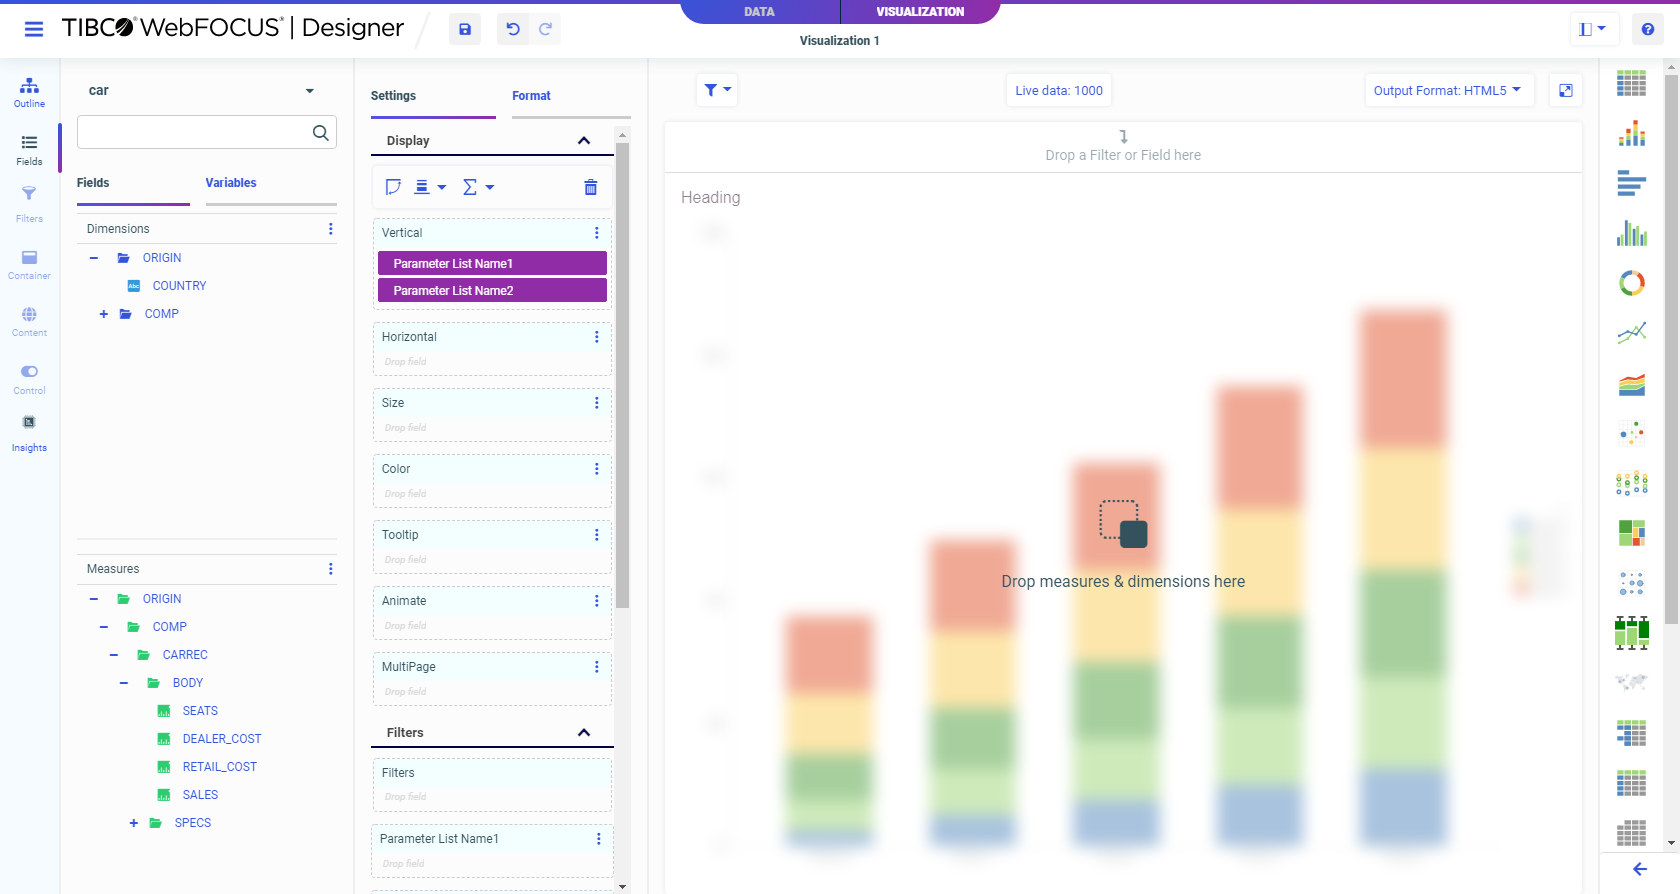 DATA
VISUALIZATION
TIBCO WebFOCUS® | Designer
Visualization 1
Outline
Fields
Filters
Container
Content
Control
Insights
car
Fields
Variables
Dimensions
ORIGIN
COUNTRY
COMP
Measures
ORIGIN
COMP
CARREC
BODY
SEATS
DEALER_COST
RETAIL_COST
SALES
SPECS
Settings
Format
Display
Vertical
Parameter List Name1
Parameter List Name2
Horizontal
Drop field
Size
Drop field
Color
Drop field
Tooltip
Drop field
Animate
Drop field
MultiPage
Drop field
Filters
Filters
Drop field
Parameter List Name1
Drop field
Live data: 1000
Output Format: HTML5
Drop a Filter or Field here
Heading
Drop measures & dimensions here